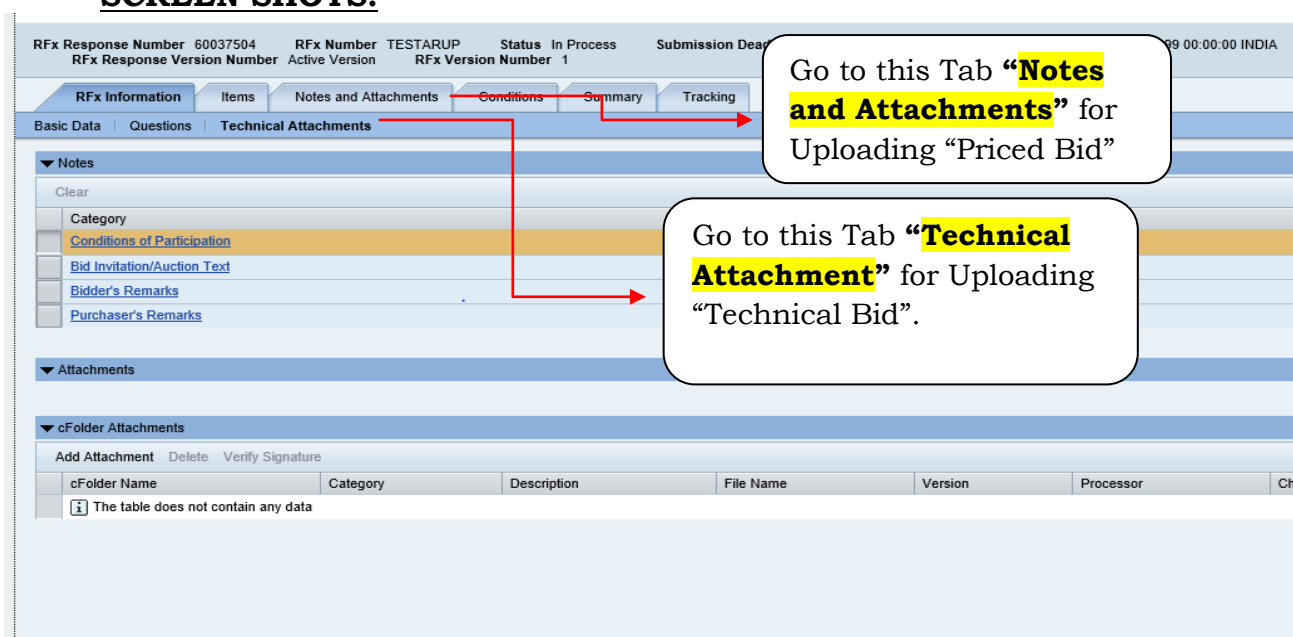 SCREEN SHOTS:
RFx Response Number 60037504 RFx Number TESTARUP Status In Process Submission Dead 99 00:00:00 INDIA
RFx Response Version Number Active Version RFx Version Number 1
RFx Information Items Notes and Attachments Conditions Summary Tracking
Basic Data Questions Technical Attachments
Go to this Tab “Notes
and Attachments” for
Uploading “Priced Bid”
Notes
Clear
Category
Conditions of Participation
Bid Invitation/Auction Text
Bidder's Remarks
Purchaser's Remarks
Go to this Tab “Technical
Attachment” for Uploading
“Technical Bid”.
Attachments
cFolder Attachments
Add Attachment Delete Verify Signature
cFolder Name Category Description File Name Version Processor Ch
The table does not contain any data